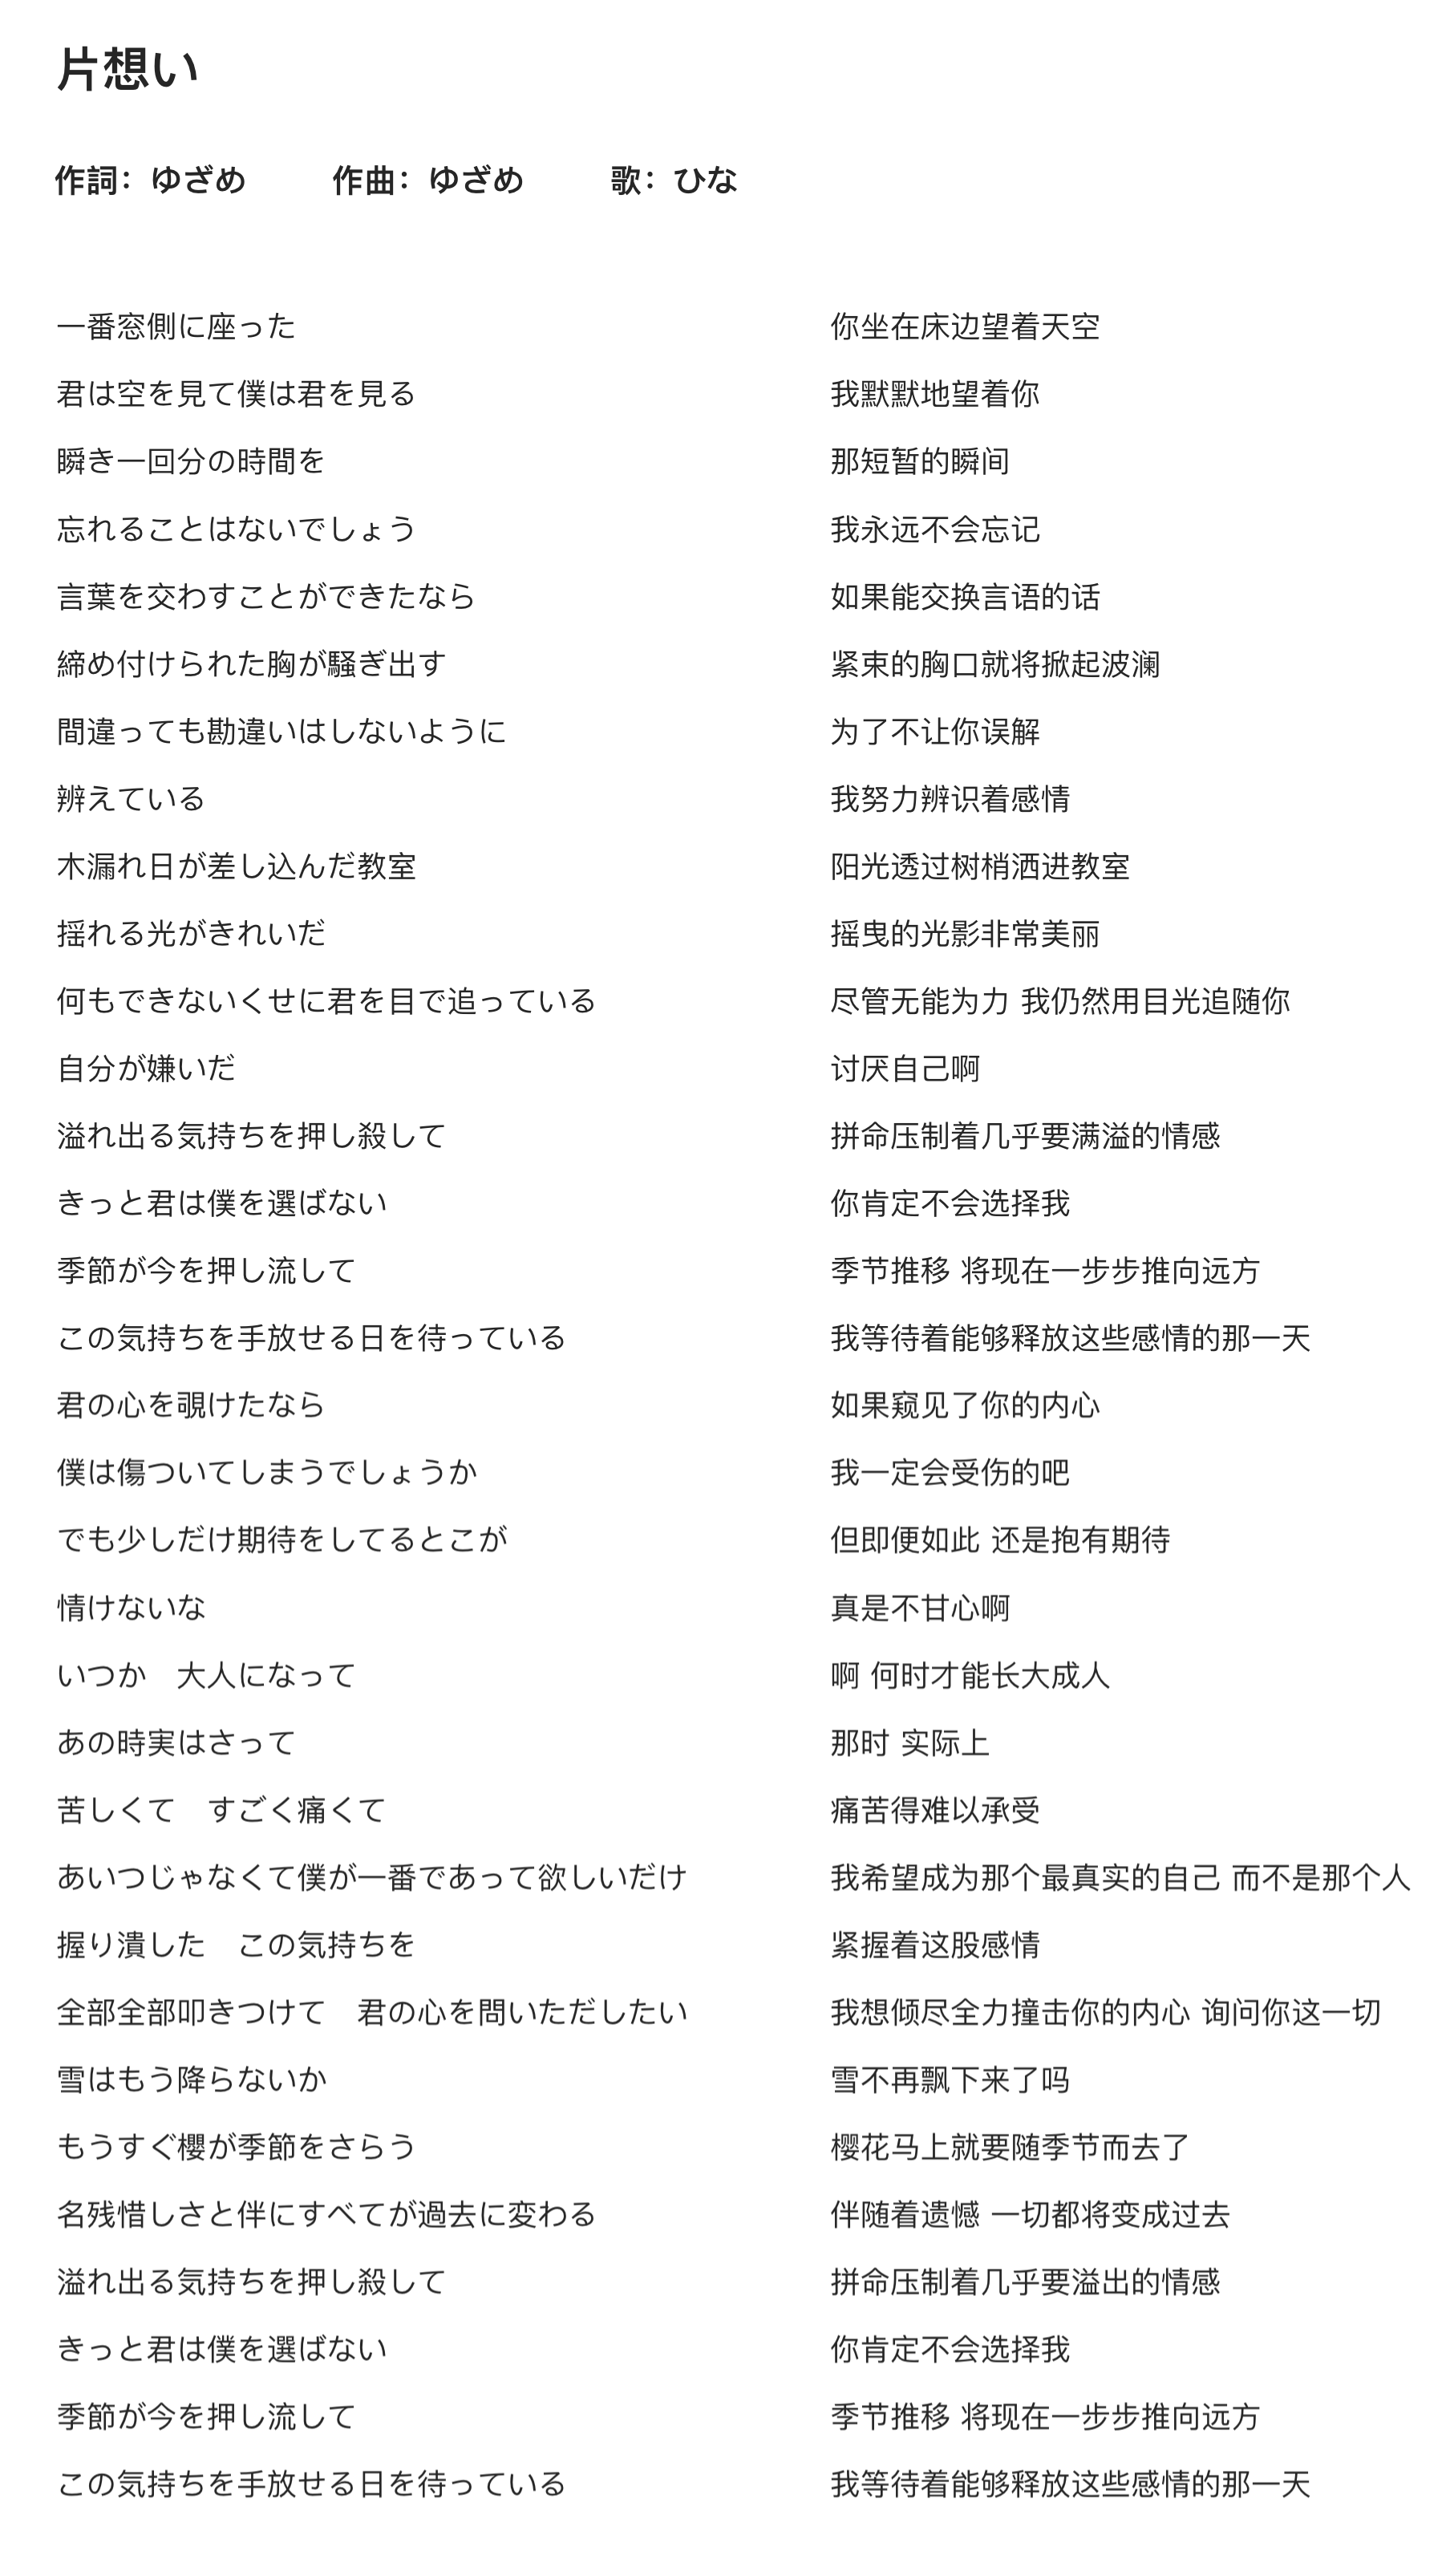 片想い
作詞：ゆざめ　　作曲：ゆざめ　　歌：ひな
一番窓側に座った
你坐在床边望着天空
君は空を見て僕は君を見る
我默默地望着你
瞬き一回分の時間を
那短暂的瞬间
忘れることはないでしょう
我永远不会忘记
言葉を交わすことができたなら
如果能交换言语的话
締め付けられた胸が騒ぎ出す
紧束的胸口就将掀起波澜
間違っても勘違いはしないように
为了不让你误解
辨えている
我努力辨识着感情
木漏れ日が差し込んだ教室
阳光透过树梢洒进教室
揺れる光がきれいだ
摇曳的光影非常美丽
何もできないくせに君を目で追っている
尽管无能为力 我仍然用目光追随你
自分が嫌いだ
讨厌自己啊
溢れ出る気持ちを押し殺して
拼命压制着几乎要满溢的情感
きっと君は僕を選ばない
你肯定不会选择我
季節が今を押し流して
季节推移 将现在一步步推向远方
この気持ちを手放せる日を待っている
我等待着能够释放这些感情的那一天
君の心を覗けたなら
如果窥见了你的内心
僕は傷ついてしまうでしょうか
我一定会受伤的吧
でも少しだけ期待をしてるとこが
但即便如此 还是抱有期待
情けないな
真是不甘心啊
いつか　大人になって
啊 何时才能长大成人
あの時実はさって
那时 实际上
苦しくて　すごく痛くて
痛苦得难以承受
あいつじゃなくて僕が一番であって欲しいだけ
我希望成为那个最真实的自己 而不是那个人
握り潰した　この気持ちを
紧握着这股感情
全部全部叩きつけて　君の心を問いただしたい
我想倾尽全力撞击你的内心 询问你这一切
雪はもう降らないか
雪不再飘下来了吗
もうすぐ櫻が季節をさらう
樱花马上就要随季节而去了
名残惜しさと伴にすべてが過去に変わる
伴随着遗憾 一切都将变成过去
溢れ出る気持ちを押し殺して
拼命压制着几乎要溢出的情感
きっと君は僕を選ばない
你肯定不会选择我
季節が今を押し流して
季节推移 将现在一步步推向远方
この気持ちを手放せる日を待っている
我等待着能够释放这些感情的那一天